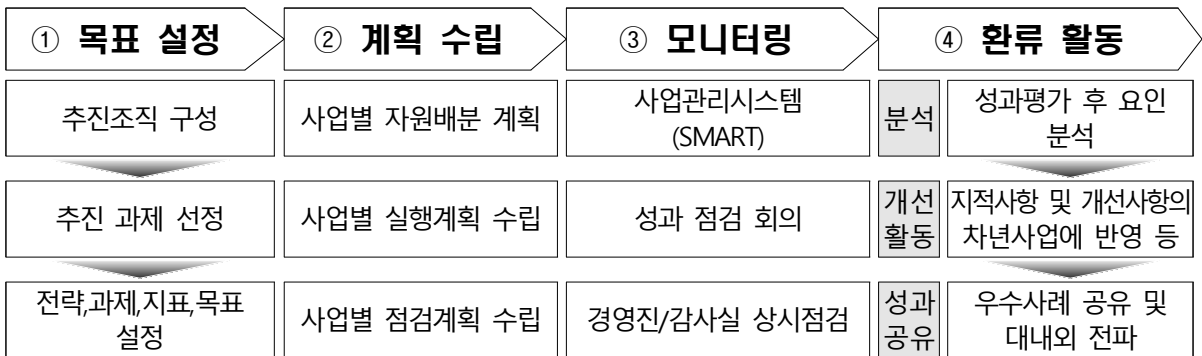 ① 목표 설정
② 계획 수립
③ 모니터링
④ 환류 활동
추진조직 구성
사업별 자원배분 계획
사업관리시스템
(SMART)
분석
성과평가 후 요인
분석
추진 과제 선정
사업별 실행계획 수립
성과 점검 회의
개선
활동
지적사항 및 개선사항의
차년사업에 반영 등
전략,과제,지표,목표
설정
사업별 점검계획 수립
경영진/감사실 상시점검
성과
공유
우수사례 공유 및
대내외 전파